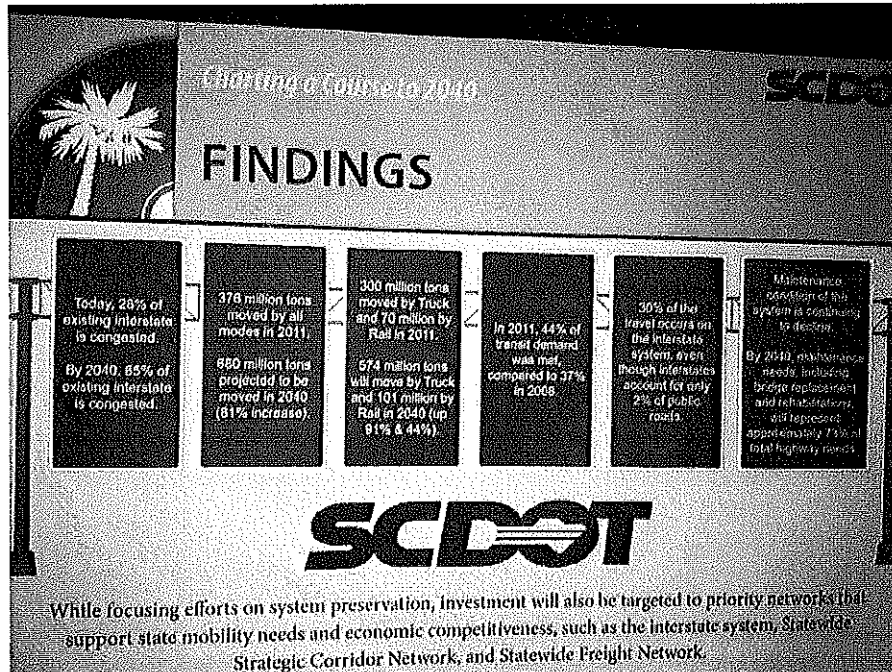 Charting a Course to 2040
SCDO
FINDINGS
Today, 28% of
existing interstate
is congested.
By 2040, 65% of
existing interstate
is congested.
376 million tons
moved by all
modes in 2011.
680 million tons
projected to be
moved in 2040
(81% increase).
300 million tons
moved by Truck
and 70 million by
Rail in 2011.
574 million tons
will move by Truck
and 101 million by
Rail in 2040 (up
91% & 44%)
In 2011, 44% of
transit demand
was met,
compared to 37%
in 2008
30% of the
travel occurs on
the interstate
system, even
though interstates
account for only
2% of public
roads.
Maintenance
condition of the
system is continuing
to decline.
By 2040, maintenance
needs, including
bridge replacement
and rehabilitations,
will represent
approximately
total highway needs
SCDOT
While focusing efforts on system preservation, investment will also be targeted to priority networks that
support state mobility needs and economic competitiveness, such as the interstate system, Statewide
Strategic Corridor Network, and Statewide Freight Network.